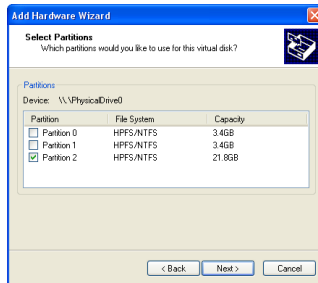 Add Hardware Wizard
Select Partitions
Which partitions would you like to use for this virtual disk?
Partitions
Device: \\.\PhysicalDrive0
Partition File System Capacity
Partition 0 HPFS/NTFS 3.4GB
Partition 1 HPFS/NTFS 3.4GB
Partition 2 HPFS/NTFS 21.8GB
< Back Next > Cancel